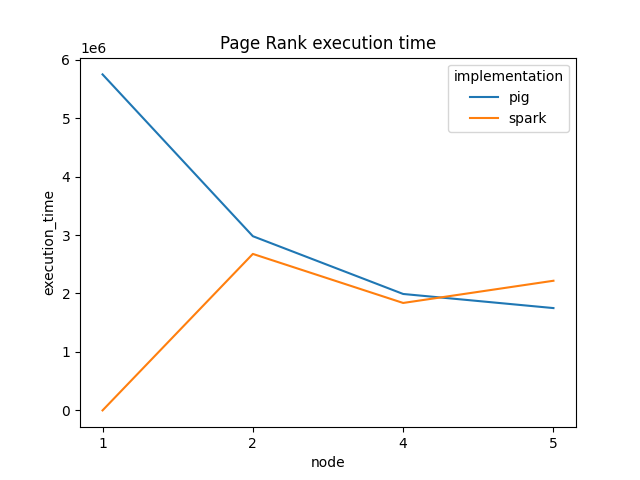 Page Rank execution time
1e6
6
5
4
3
2
1
0
execution_time
implementation
pig
spark
1 2 4 5
node